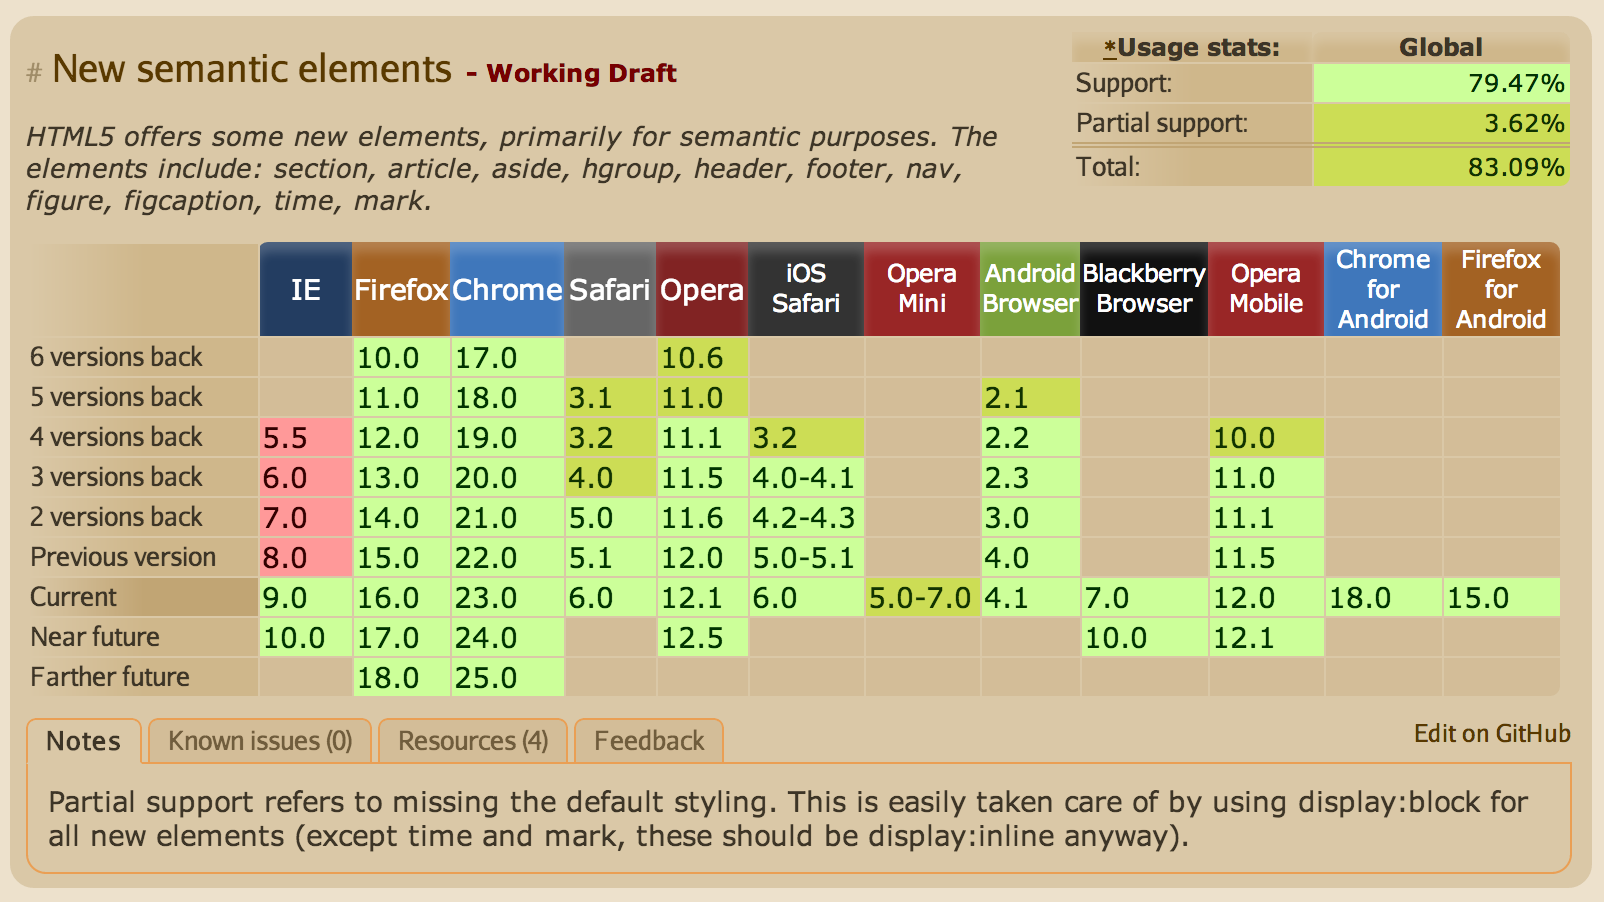 # New semantic elements - Working Draft
*Usage stats: Global
Support: 79.47%
Partial support: 3.62%
Total: 83.09%
HTML5 offers some new elements, primarily for semantic purposes. The
elements include: section, article, aside, hgroup, header, footer, nav,
figure, figcaption, time, mark.
IE Firefox Chrome Safari Opera iOS Safari Opera Mini Android Browser Blackberry Browser Opera Mobile Chrome for Android Firefox for Android
6 versions back 10.0 17.0 10.6
5 versions back 11.0 18.0 3.1 11.0 2.1
4 versions back 5.5 12.0 19.0 3.2 11.1 3.2 2.2 10.0
3 versions back 6.0 13.0 20.0 4.0 11.5 4.0-4.1 2.3 11.0
2 versions back 7.0 14.0 21.0 5.0 11.6 4.2-4.3 3.0 11.1
Previous version 8.0 15.0 22.0 5.1 12.0 5.0-5.1 4.0 11.5
Current 9.0 16.0 23.0 6.0 12.1 6.0 5.0-7.0 4.1 7.0 12.0 18.0 15.0
Near future 10.0 17.0 24.0 12.5 10.0 12.1
Farther future 18.0 25.0
Notes Known issues (0) Resources (4) Feedback Edit on GitHub
Partial support refers to missing the default styling. This is easily taken care of by using display:block for
all new elements (except time and mark, these should be display:inline anyway).